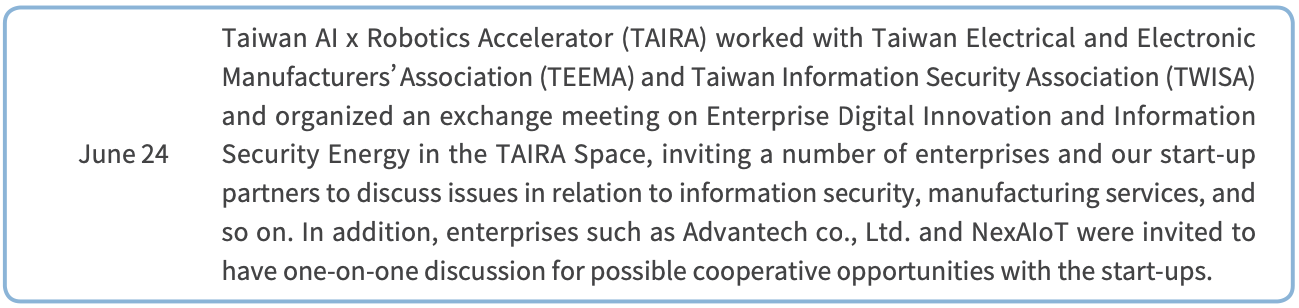 Taiwan AI x Robotics Accelerator (TAIRA) worked with Taiwan Electrical and Electronic
Manufacturers’ Association (TEEMA) and Taiwan Information Security Association (TWISA)
and organized an exchange meeting on Enterprise Digital Innovation and Information
June 24 Security Energy in the TAIRA Space, inviting a number of enterprises and our start-up
partners to discuss issues in relation to information security, manufacturing services, and
so on. In addition, enterprises such as Advantech co., Ltd. and NexAIoT were invited to
have one-on-one discussion for possible cooperative opportunities with the start-ups.